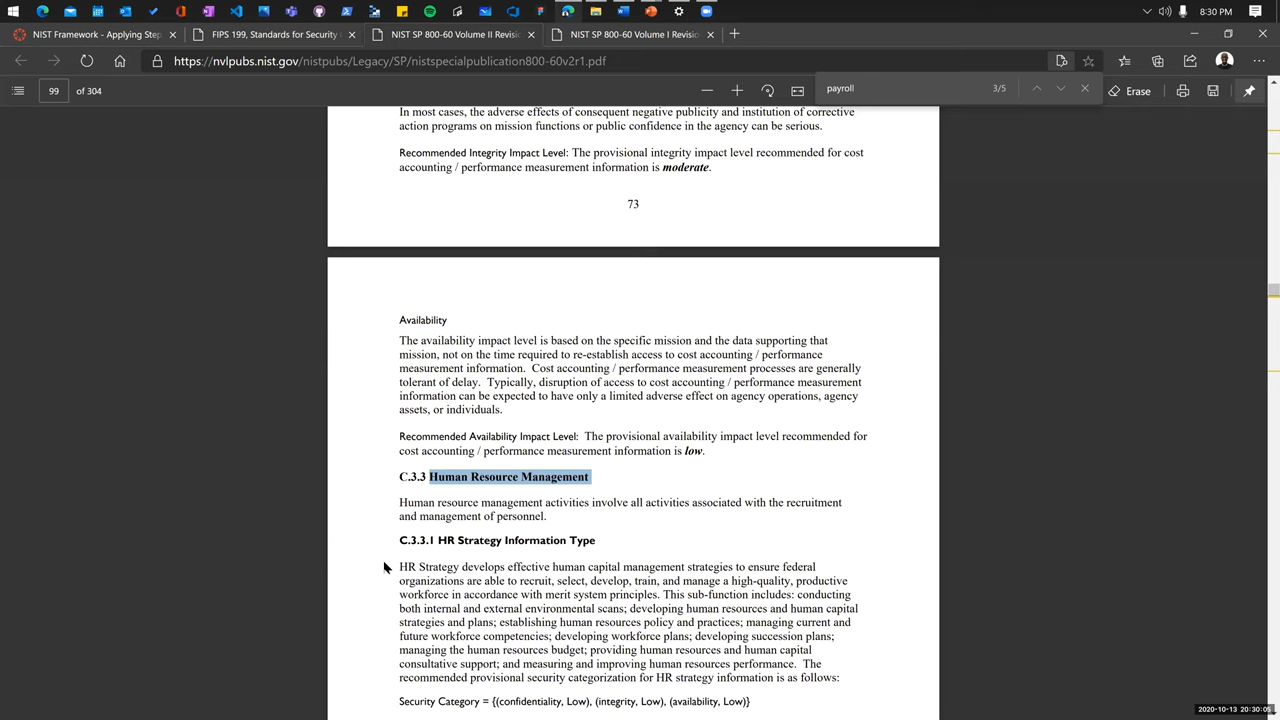 8:30 PM
NIST Framework - Applying Step
FIPS 199, Standards for Security
NIST SP 800-60 Volume II Revisi
NIST SP 800-60 Volume I Revisio
https://nvlpubs.nist.gov/nistpubs/Legacy/SP/nistspecialpublication800-60v2r1.pdf
99 of 304
payroll 3/5
Erase
In most cases, the adverse effects of consequent negative publicity and institution of corrective
action programs on mission functions or public confidence in the agency can be serious.
Recommended Integrity Impact Level: The provisional integrity impact level recommended for cost
accounting / performance measurement information is moderate.
73
Availability
The availability impact level is based on the specific mission and the data supporting that
mission, not on the time required to re-establish access to cost accounting / performance
measurement information. Cost accounting / performance measurement processes are generally
tolerant of delay. Typically, disruption of access to cost accounting / performance measurement
information can be expected to have only a limited adverse effect on agency operations, agency
assets, or individuals.
Recommended Availability Impact Level: The provisional availability impact level recommended for
cost accounting / performance measurement information is low.
C.3.3 Human Resource Management
Human resource management activities involve all activities associated with the recruitment
and management of personnel.
C.3.3.1 HR Strategy Information Type
HR Strategy develops effective human capital management strategies to ensure federal
organizations are able to recruit, select, develop, train, and manage a high-quality, productive
workforce in accordance with merit system principles. This sub-function includes: conducting
both internal and external environmental scans; developing human resources and human capital
strategies and plans; establishing human resources policy and practices; managing current and
future workforce competencies; developing workforce plans; developing succession plans;
managing the human resources budget; providing human resources and human capital
consultative support; and measuring and improving human resources performance. The
recommended provisional security categorization for HR strategy information is as follows:
Security Category = {(confidentiality, Low), (integrity, Low), (availability, Low)}
2020-10-13 20:30:05